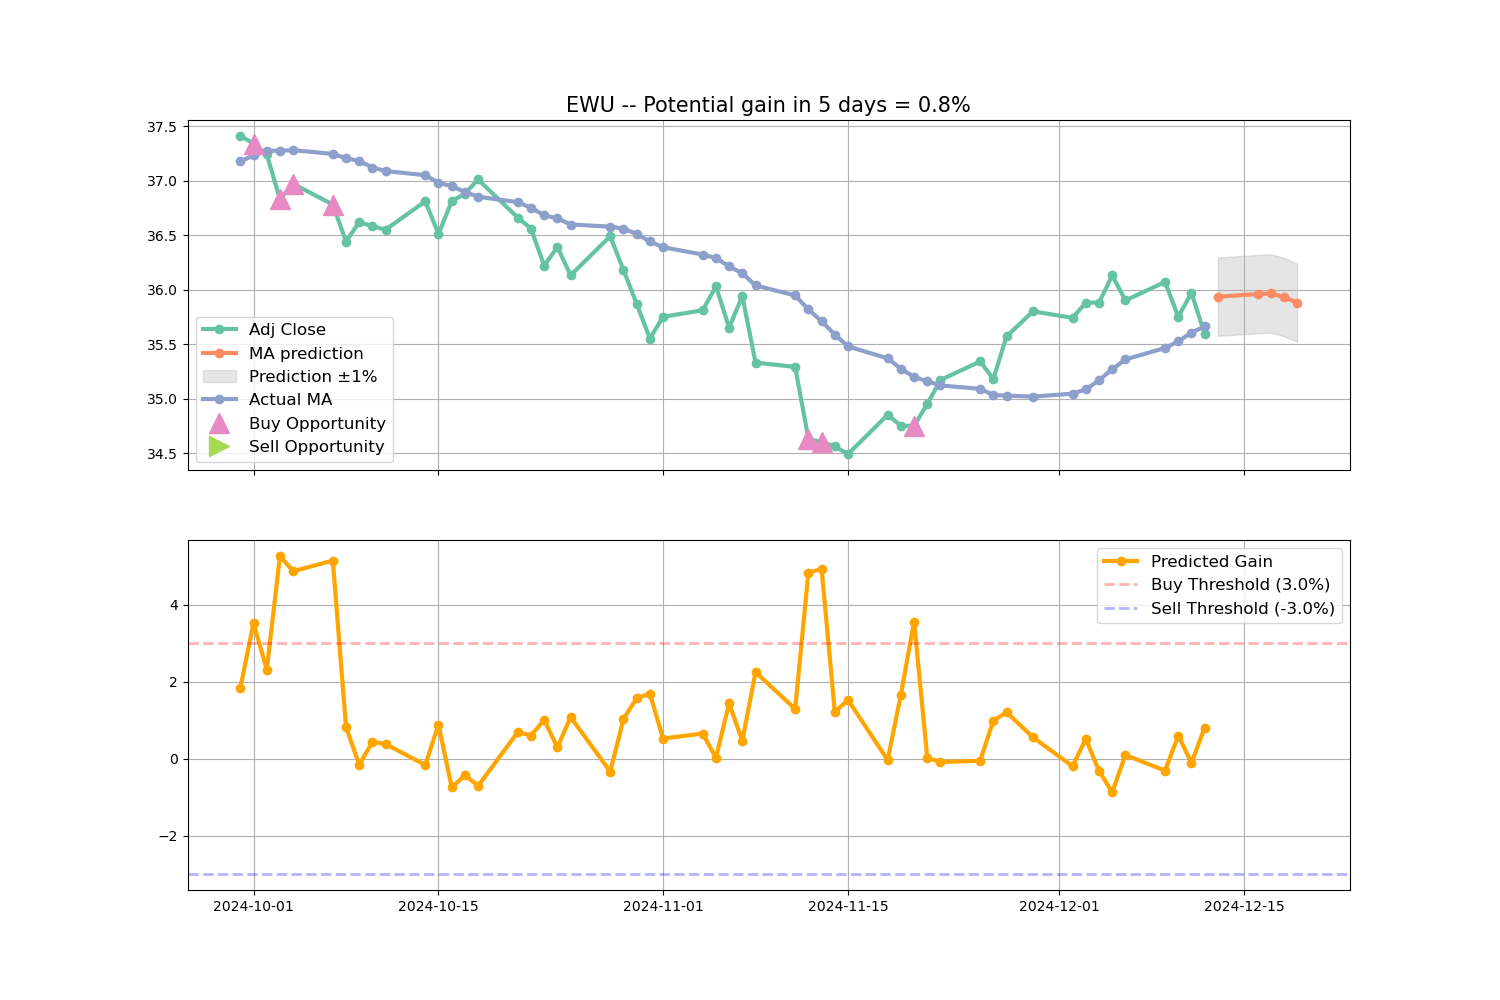 EWU -- Potential gain in 5 days = 0.8%
37.5
37.0
36.5
36.0
35.5
35.0
34.5
Adj Close
MA prediction
Prediction ±1%
Actual MA
Buy Opportunity
Sell Opportunity
4
2
0
−2
Predicted Gain
Buy Threshold (3.0%)
Sell Threshold (-3.0%)
2024-10-01
2024-10-15
2024-11-01
2024-11-15
2024-12-01
2024-12-15